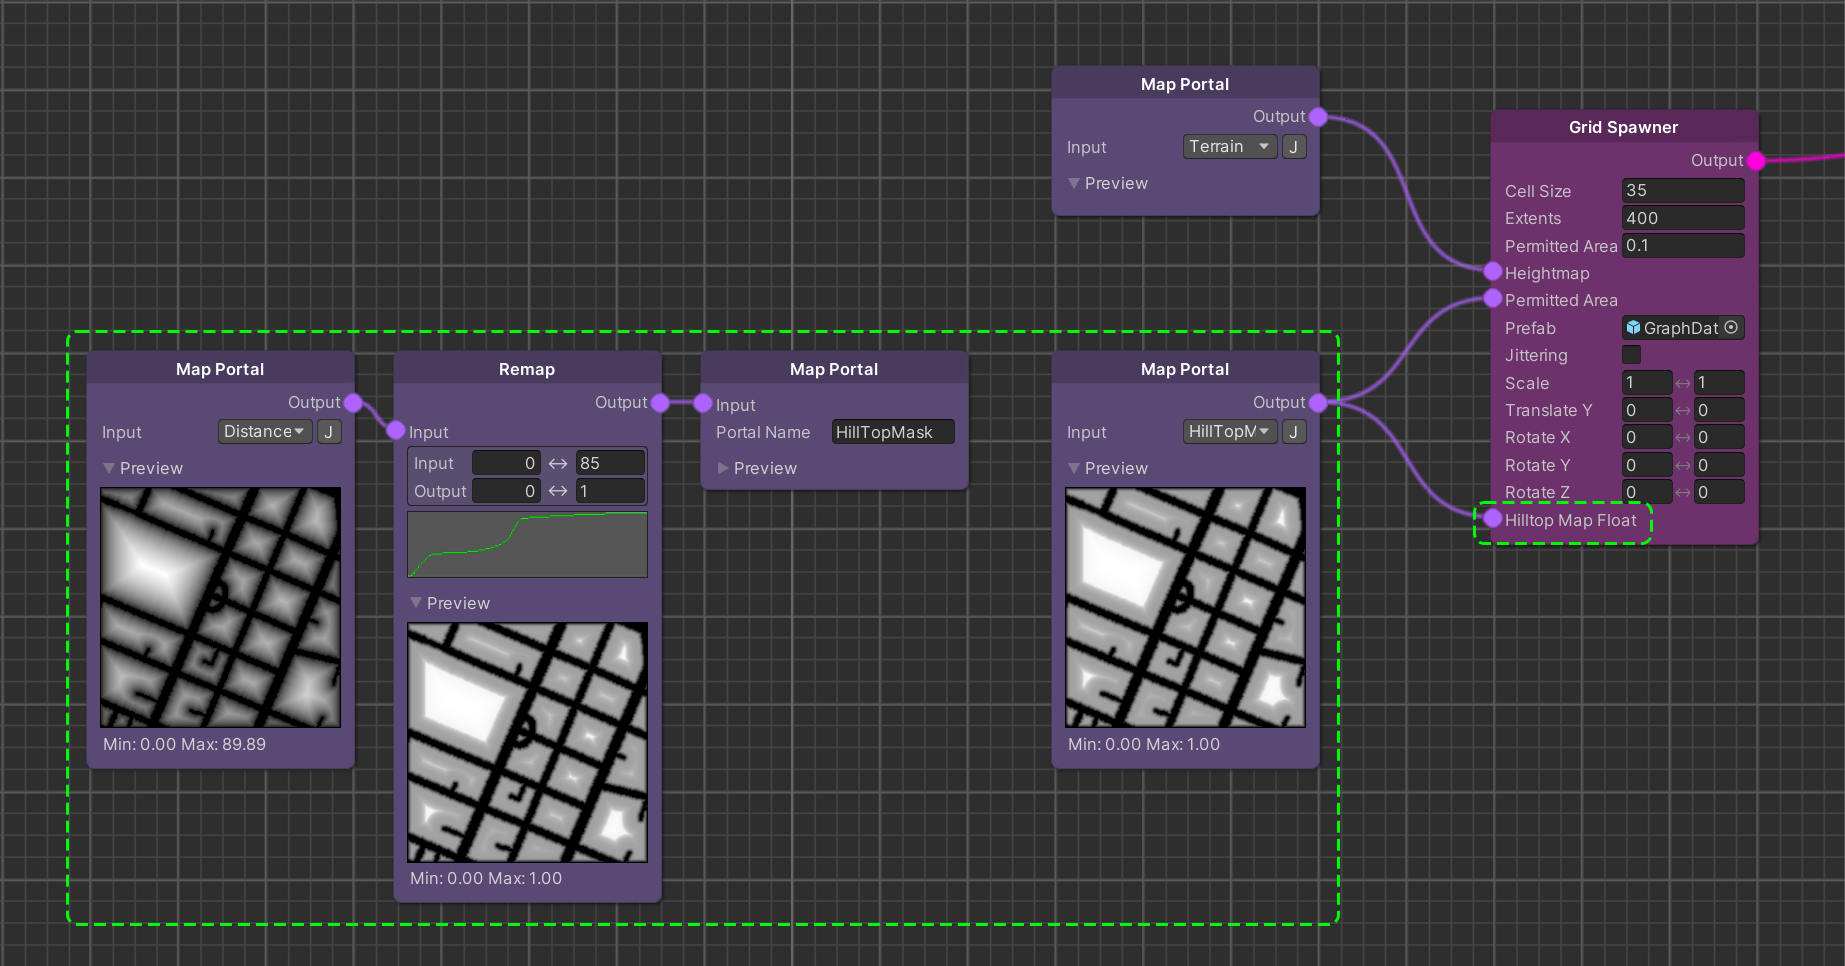 Map Portal
Output
Input Terrain J
Preview
Grid Spawner
Output
Cell Size 35
Extents 400
Permitted Area 0.1
Heightmap
Permitted Area
Prefab GraphDat
Jittering
Scale 1 ↔ 1
Translate Y 0 ↔ 0
Rotate X 0 ↔ 0
Rotate Y 0 ↔ 0
Rotate Z 0 ↔ 0
Hilltop Map Float
Map Portal
Output
Input Distance J
Preview
Min: 0.00 Max: 89.89
Remap
Output
Input
Input 0 ↔ 85
Output 0 ↔ 1
Preview
Min: 0.00 Max: 1.00
Map Portal
Input
Portal Name HillTopMask
Preview
Map Portal
Output
Input HillTopM J
Preview
Min: 0.00 Max: 1.00